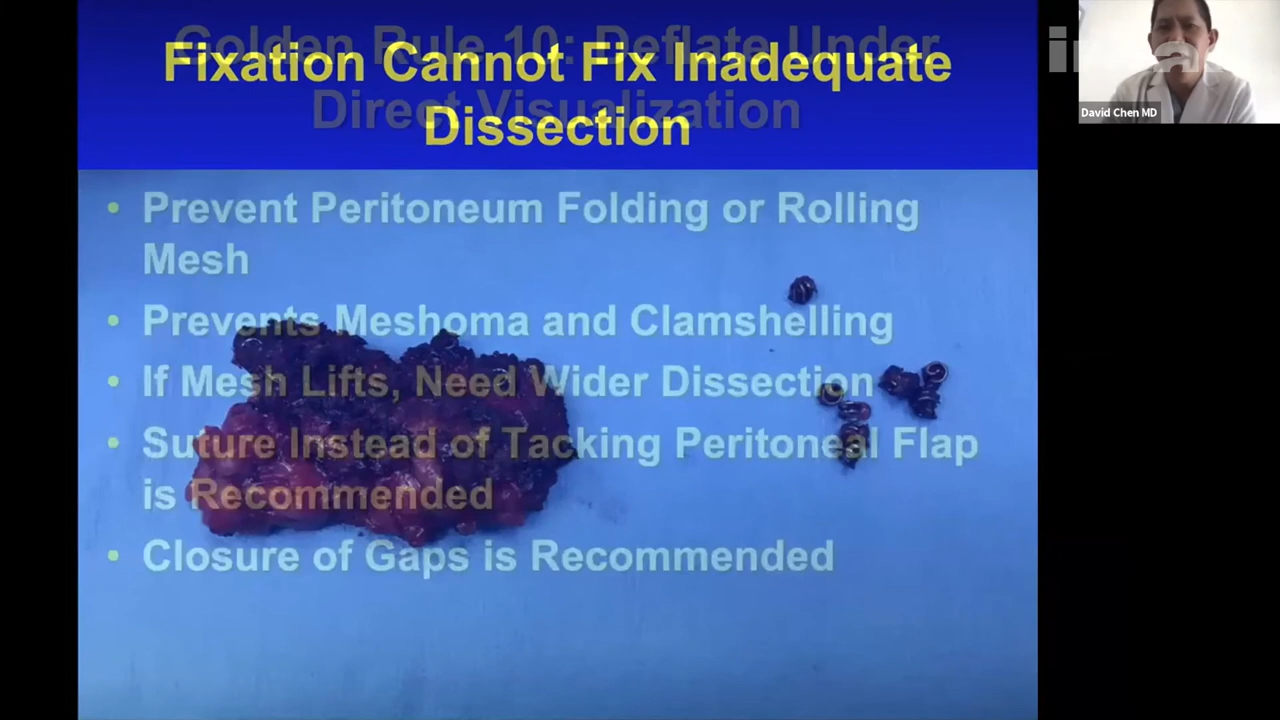 Golden Rule 10: Deflate Under
Direct Visualization
Fixation Cannot Fix Inadequate
Dissection
• Prevent Peritoneum Folding or Rolling
Mesh
• Prevents Meshoma and Clamshelling
• If Mesh Lifts, Need Wider Dissection
• Suture Instead of Tacking Peritoneal Flap
is Recommended
• Closure of Gaps is Recommended
David Chen MD